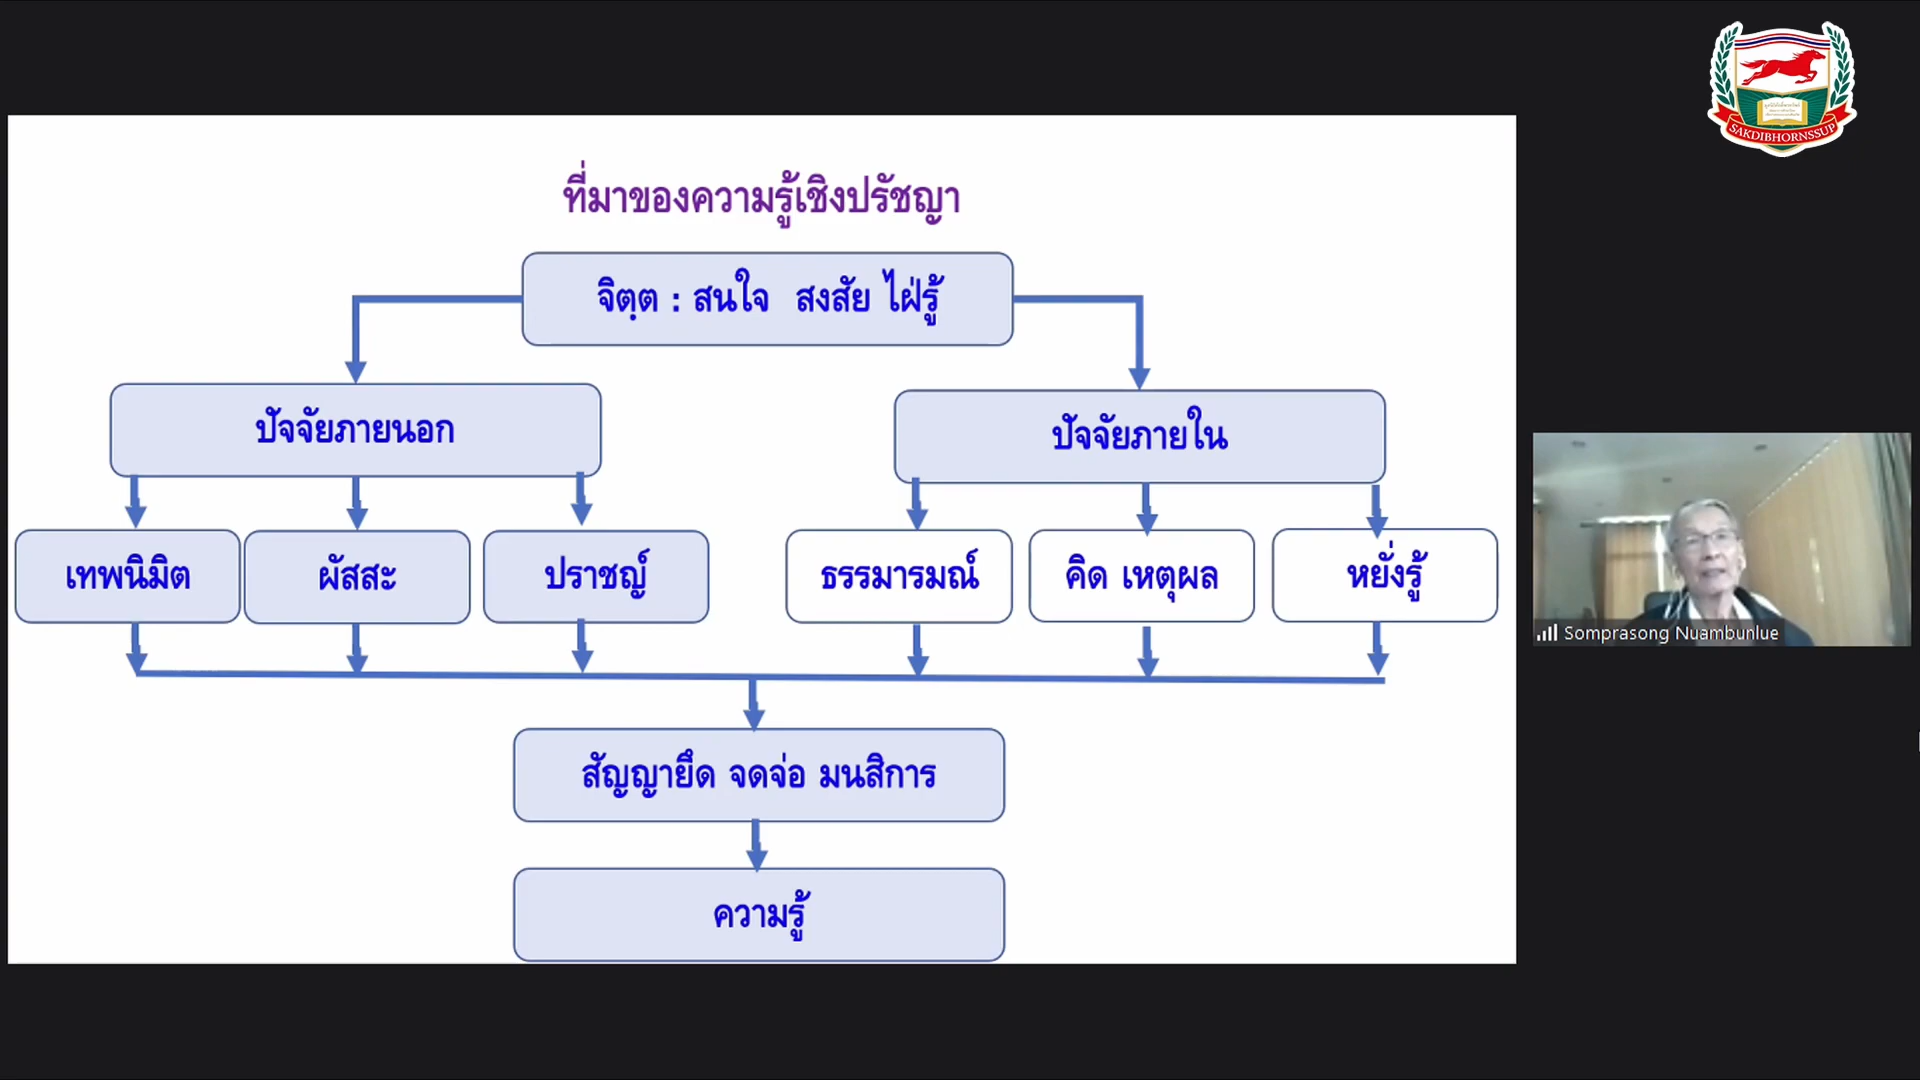 SAKDIBHORNSSUP
ที่มาของความรู้เชิงปรัชญา
จิตฺต : สนใจ สงสัย ไฝ่รู้
ปัจจัยภายนอก
ปัจจัยภายใน
เทพนิมิต
ผัสสะ
ปราชญ์
ธรรมารมณ์
คิด เหตุผล
หยั่งรู้
Somprasong Nuambunlue
สัญญายึด จดจ่อ มนสิการ
ความรู้